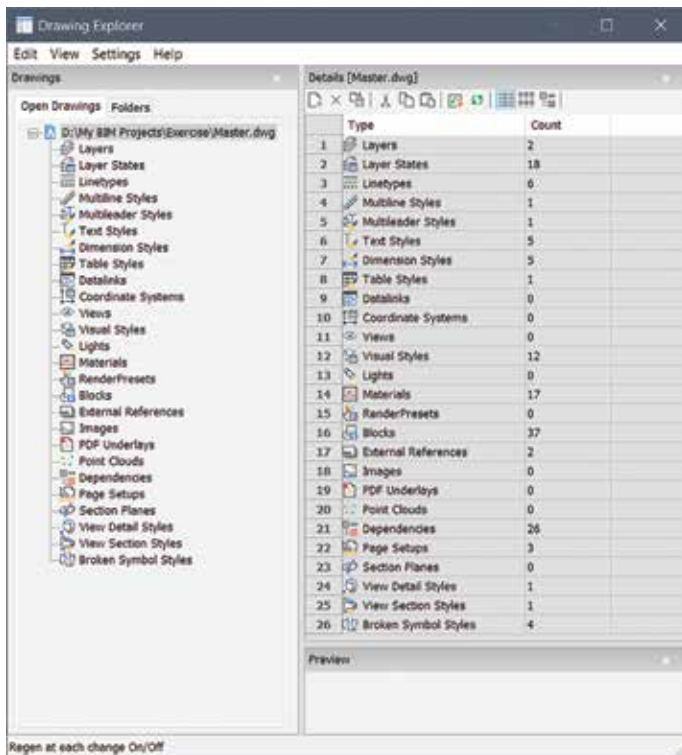 Drawing Explorer
Edit View Settings Help
Drawings
Open Drawings Folders
D:\My BIM Projects\Exercise\Master.dwg
Layers
Layer States
Linetypes
Multiline Styles
Multileader Styles
Text Styles
Dimension Styles
Table Styles
Datalinks
Coordinate Systems
Views
Visual Styles
Lights
Materials
RenderPresets
Blocks
External References
Images
PDF Underlays
Point Clouds
Dependencies
Page Setups
Section Planes
View Detail Styles
View Section Styles
Broken Symbol Styles
Details [Master.dwg]
Type Count
1 Layers 2
2 Layer States 18
3 Linetypes 6
4 Multiline Styles 1
5 Multileader Styles 1
6 Text Styles 5
7 Dimension Styles 5
8 Table Styles 1
9 Datalinks 0
10 Coordinate Systems 0
11 Views 0
12 Visual Styles 12
13 Lights 0
14 Materials 17
15 RenderPresets 0
16 Blocks 37
17 External References 2
18 Images 0
19 PDF Underlays 0
20 Point Clouds 0
21 Dependencies 26
22 Page Setups 3
23 Section Planes 0
24 View Detail Styles 1
25 View Section Styles 1
26 Broken Symbol Styles 4
Preview
Regen at each change On/Off